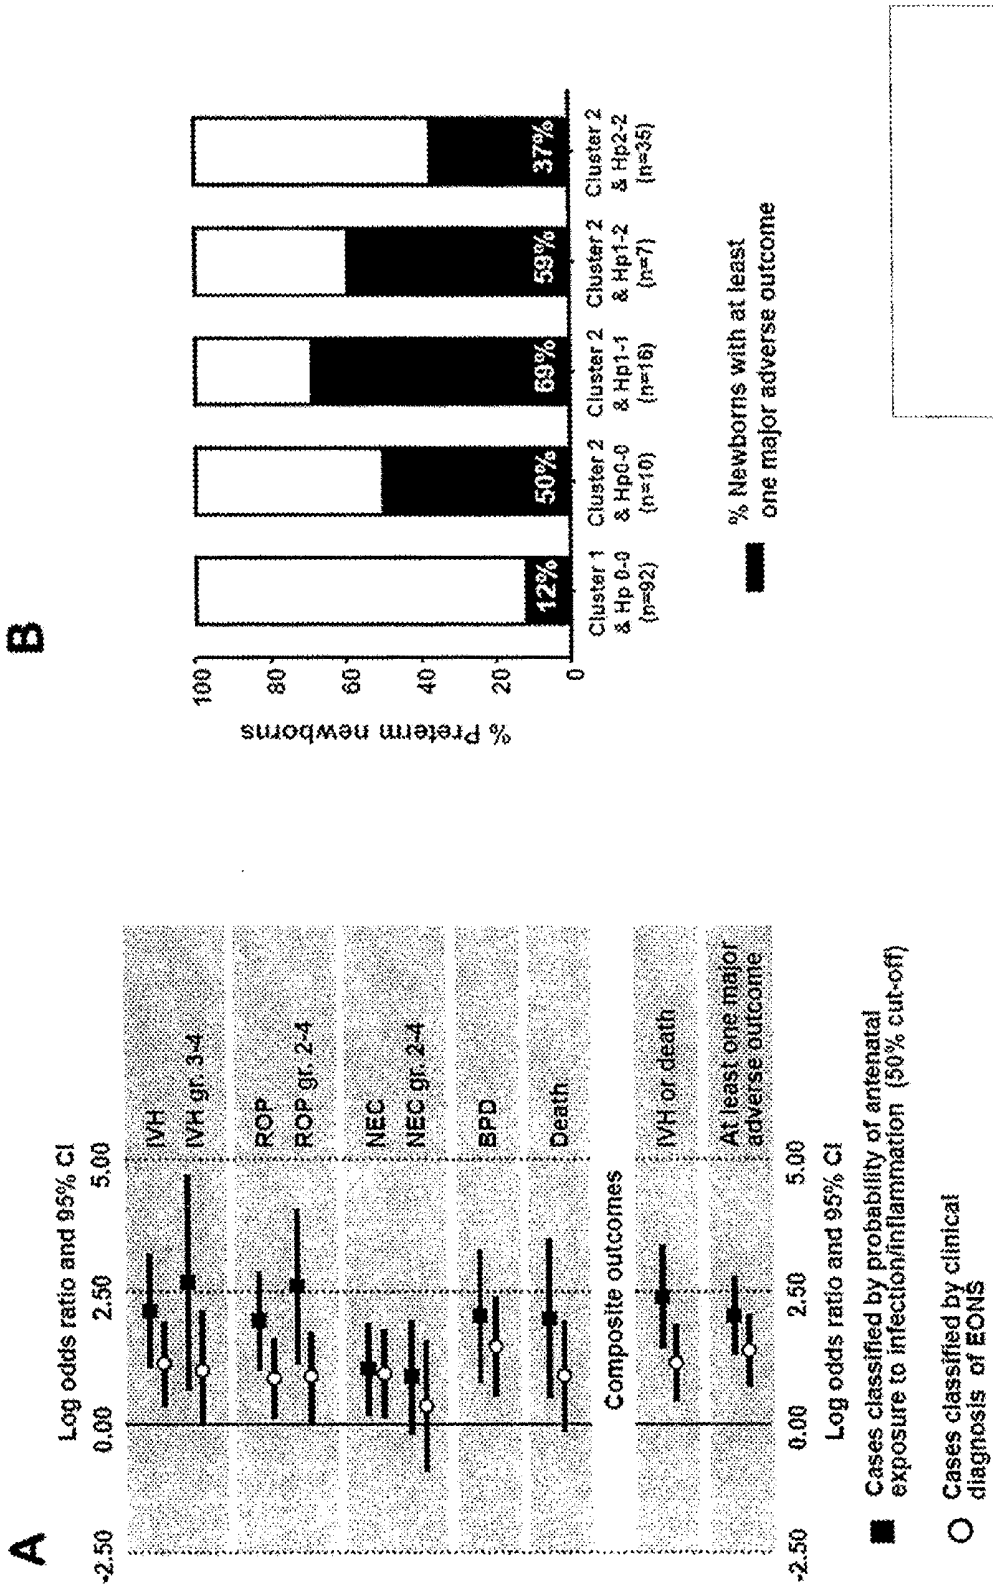 A
Log odds ratio and 95% CI
-2.50 0.00 2.50 5.00
IVH
IVH gr. 3-4
ROP
ROP gr. 2-4
NEC
NEC gr. 2-4
BPD
Death
Composite outcomes
IVH or death
At least one major
adverse outcome
-2.50 0.00 2.50 5.00
Log odds ratio and 95% CI
Cases classified by probability of antenatal
exposure to infection/inflammation (50% cut-off)
Cases classified by clinical
diagnosis of EONS
B
% Preterm newborns
100
80
60
40
20
0
12% 50% 69% 59% 37%
Cluster 1 Cluster 2 Cluster 2 Cluster 2 Cluster 2
& Hp 0-0 & Hp0-0 & Hp1-1 & Hp1-2 & Hp2-2
(n=92) (n=10) (n=16) (n=7) (n=35)
% Newborns with at least
one major adverse outcome